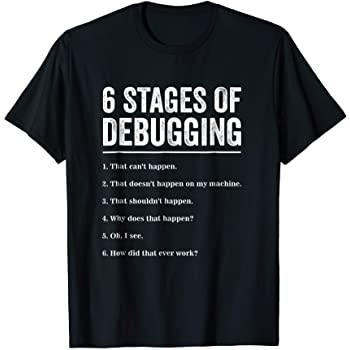 6 STAGES OF
DEBUGGING
1. That can't happen.
2. That doesn't happen on my machine.
3. That shouldn't happen.
4. Why does that happen?
5. Oh, I see.
6. How did that ever work?